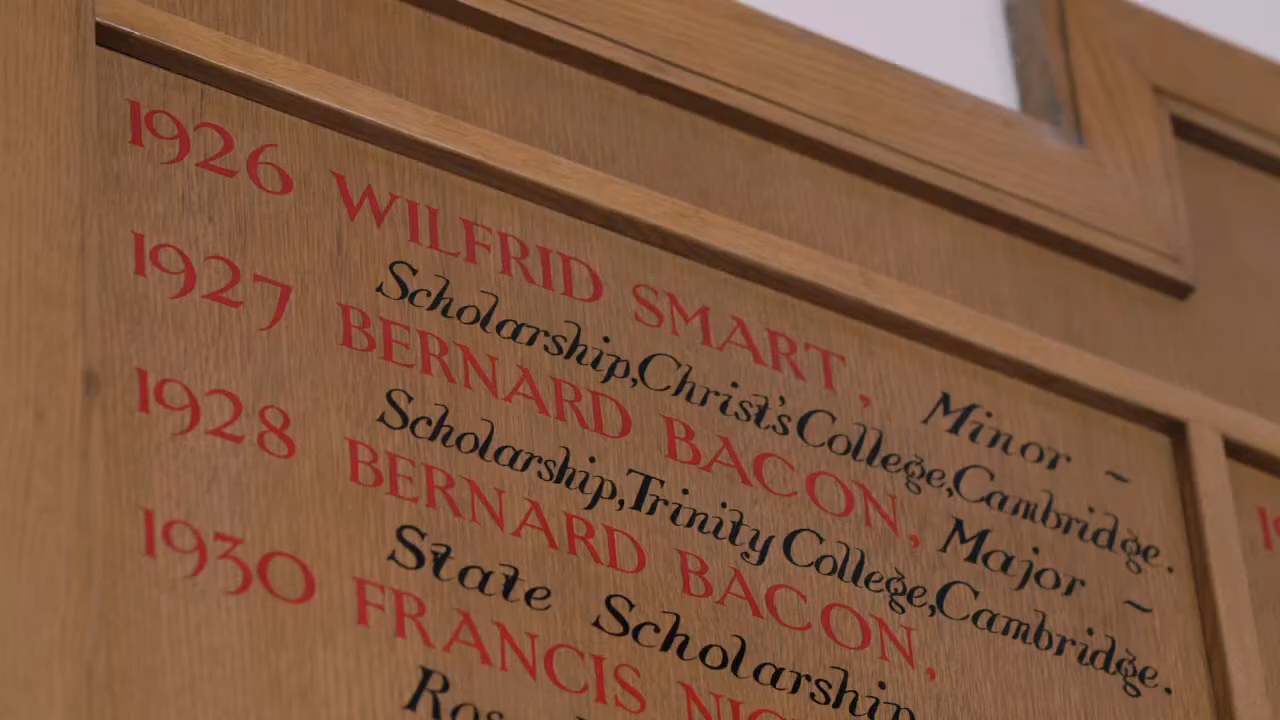 1926 WILFRID SMART, Minor ~
Scholarship, Christ's College, Cambridge.
1927 BERNARD BACON, Major ~
Scholarship, Trinity College, Cambridge.
1928 BERNARD BACON,
State Scholarship
1930 FRANCIS